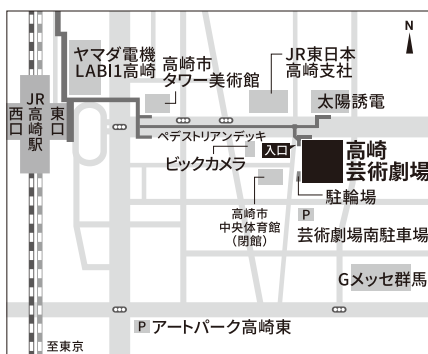 N
ヤマダ電機
LABI1高崎
高崎市
タワー美術館
JR東日本
高崎支社
太陽誘電
西口
JR高崎駅
東口
ペデストリアンデッキ
ビックカメラ
入口
高崎
芸術劇場
駐輪場
高崎市
中央体育館
(閉館)
P
芸術劇場南駐車場
Gメッセ群馬
P アートパーク高崎東
至東京